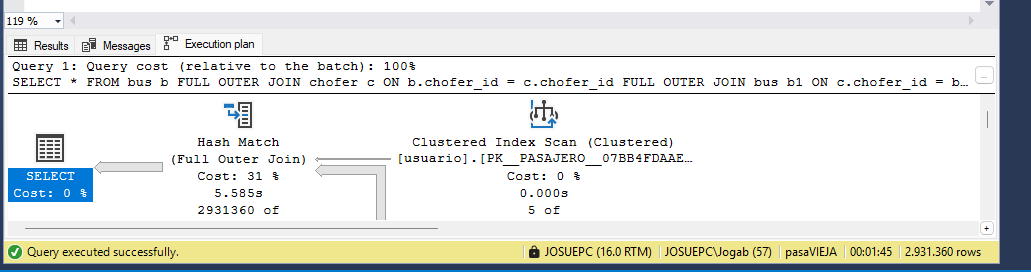 119 %
Results Messages Execution plan
Query 1: Query cost (relative to the batch): 100%
SELECT * FROM bus b FULL OUTER JOIN chofer c ON b.chofer_id = c.chofer_id FULL OUTER JOIN bus b1 ON c.chofer_id = b…
...
Hash Match
(Full Outer Join)
Cost: 31 %
5.585s
2931360 of
Clustered Index Scan (Clustered)
[usuario].[PK__PASAJERO__07BB4FDAAE…
Cost: 0 %
0.000s
5 of
SELECT
Cost: 0 %
Query executed successfully.
JOSUEPC (16.0 RTM) JOSUEPC\Jogab (57) pasaVIEJA 00:01:45 2.931.360 rows